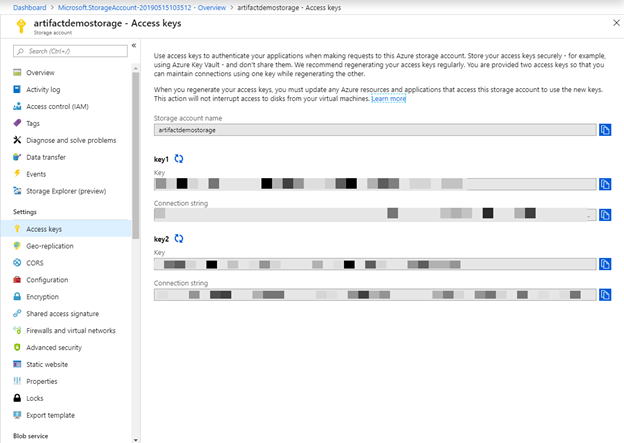 Dashboard > Microsoft.StorageAccount-20190515103512 - Overview > artifactdemostorage - Access keys
artifactdemostorage - Access keys
Storage account
Search (Ctrl+/)
Overview
Activity log
Access control (IAM)
Tags
Diagnose and solve problems
Data transfer
Events
Storage Explorer (preview)
Settings
Access keys
Geo-replication
CORS
Configuration
Encryption
Shared access signature
Firewalls and virtual networks
Advanced security
Static website
Properties
Locks
Export template
Blob service
Use access keys to authenticate your applications when making requests to this Azure storage account. Store your access keys securely - for example,
using Azure Key Vault - and don't share them. We recommend regenerating your access keys regularly. You are provided two access keys so that you
can maintain connections using one key while regenerating the other.
When you regenerate your access keys, you must update any Azure resources and applications that access this storage account to use the new keys.
This action will not interrupt access to disks from your virtual machines. Learn more
Storage account name
artifactdemostorage
key1
Key
Connection string
key2
Key
Connection string